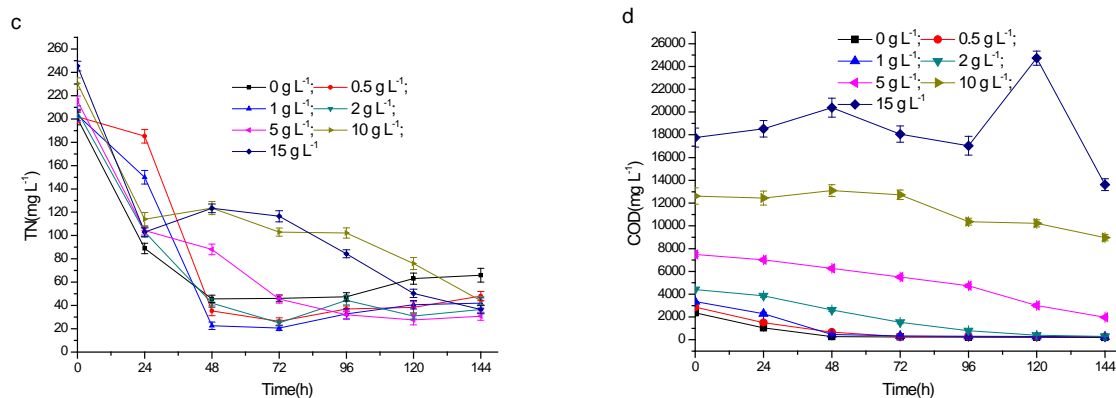 c
TN(mg L-1)
260
240
220
200
180
160
140
120
100
80
60
40
20
0
0 g L-1; 0.5 g L-1;
1 g L-1; 2 g L-1;
5 g L-1; 10 g L-1;
15 g L-1
0 24 48 72 96 120 144
Time(h)
d
COD(mg L-1)
26000
24000
22000
20000
18000
16000
14000
12000
10000
8000
6000
4000
2000
0
0 g L-1; 0.5 g L-1;
1 g L-1; 2 g L-1;
5 g L-1; 10 g L-1;
15 g L-1
0 24 48 72 96 120 144
Time(h)